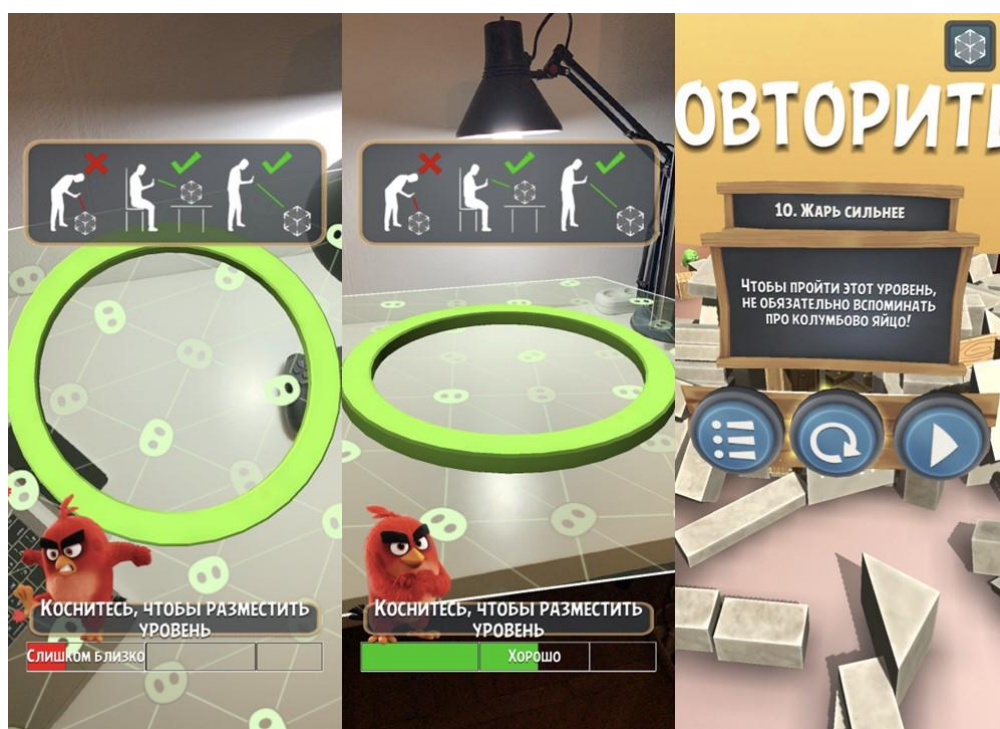 Коснитесь, чтобы разместить
уровень
Слишком близко
Коснитесь, чтобы разместить
уровень
Хорошо
ОВТОРИТ
10. Жарь сильнее
Чтобы пройти этот уровень,
не обязательно вспоминать
про Колумбово яйцо!